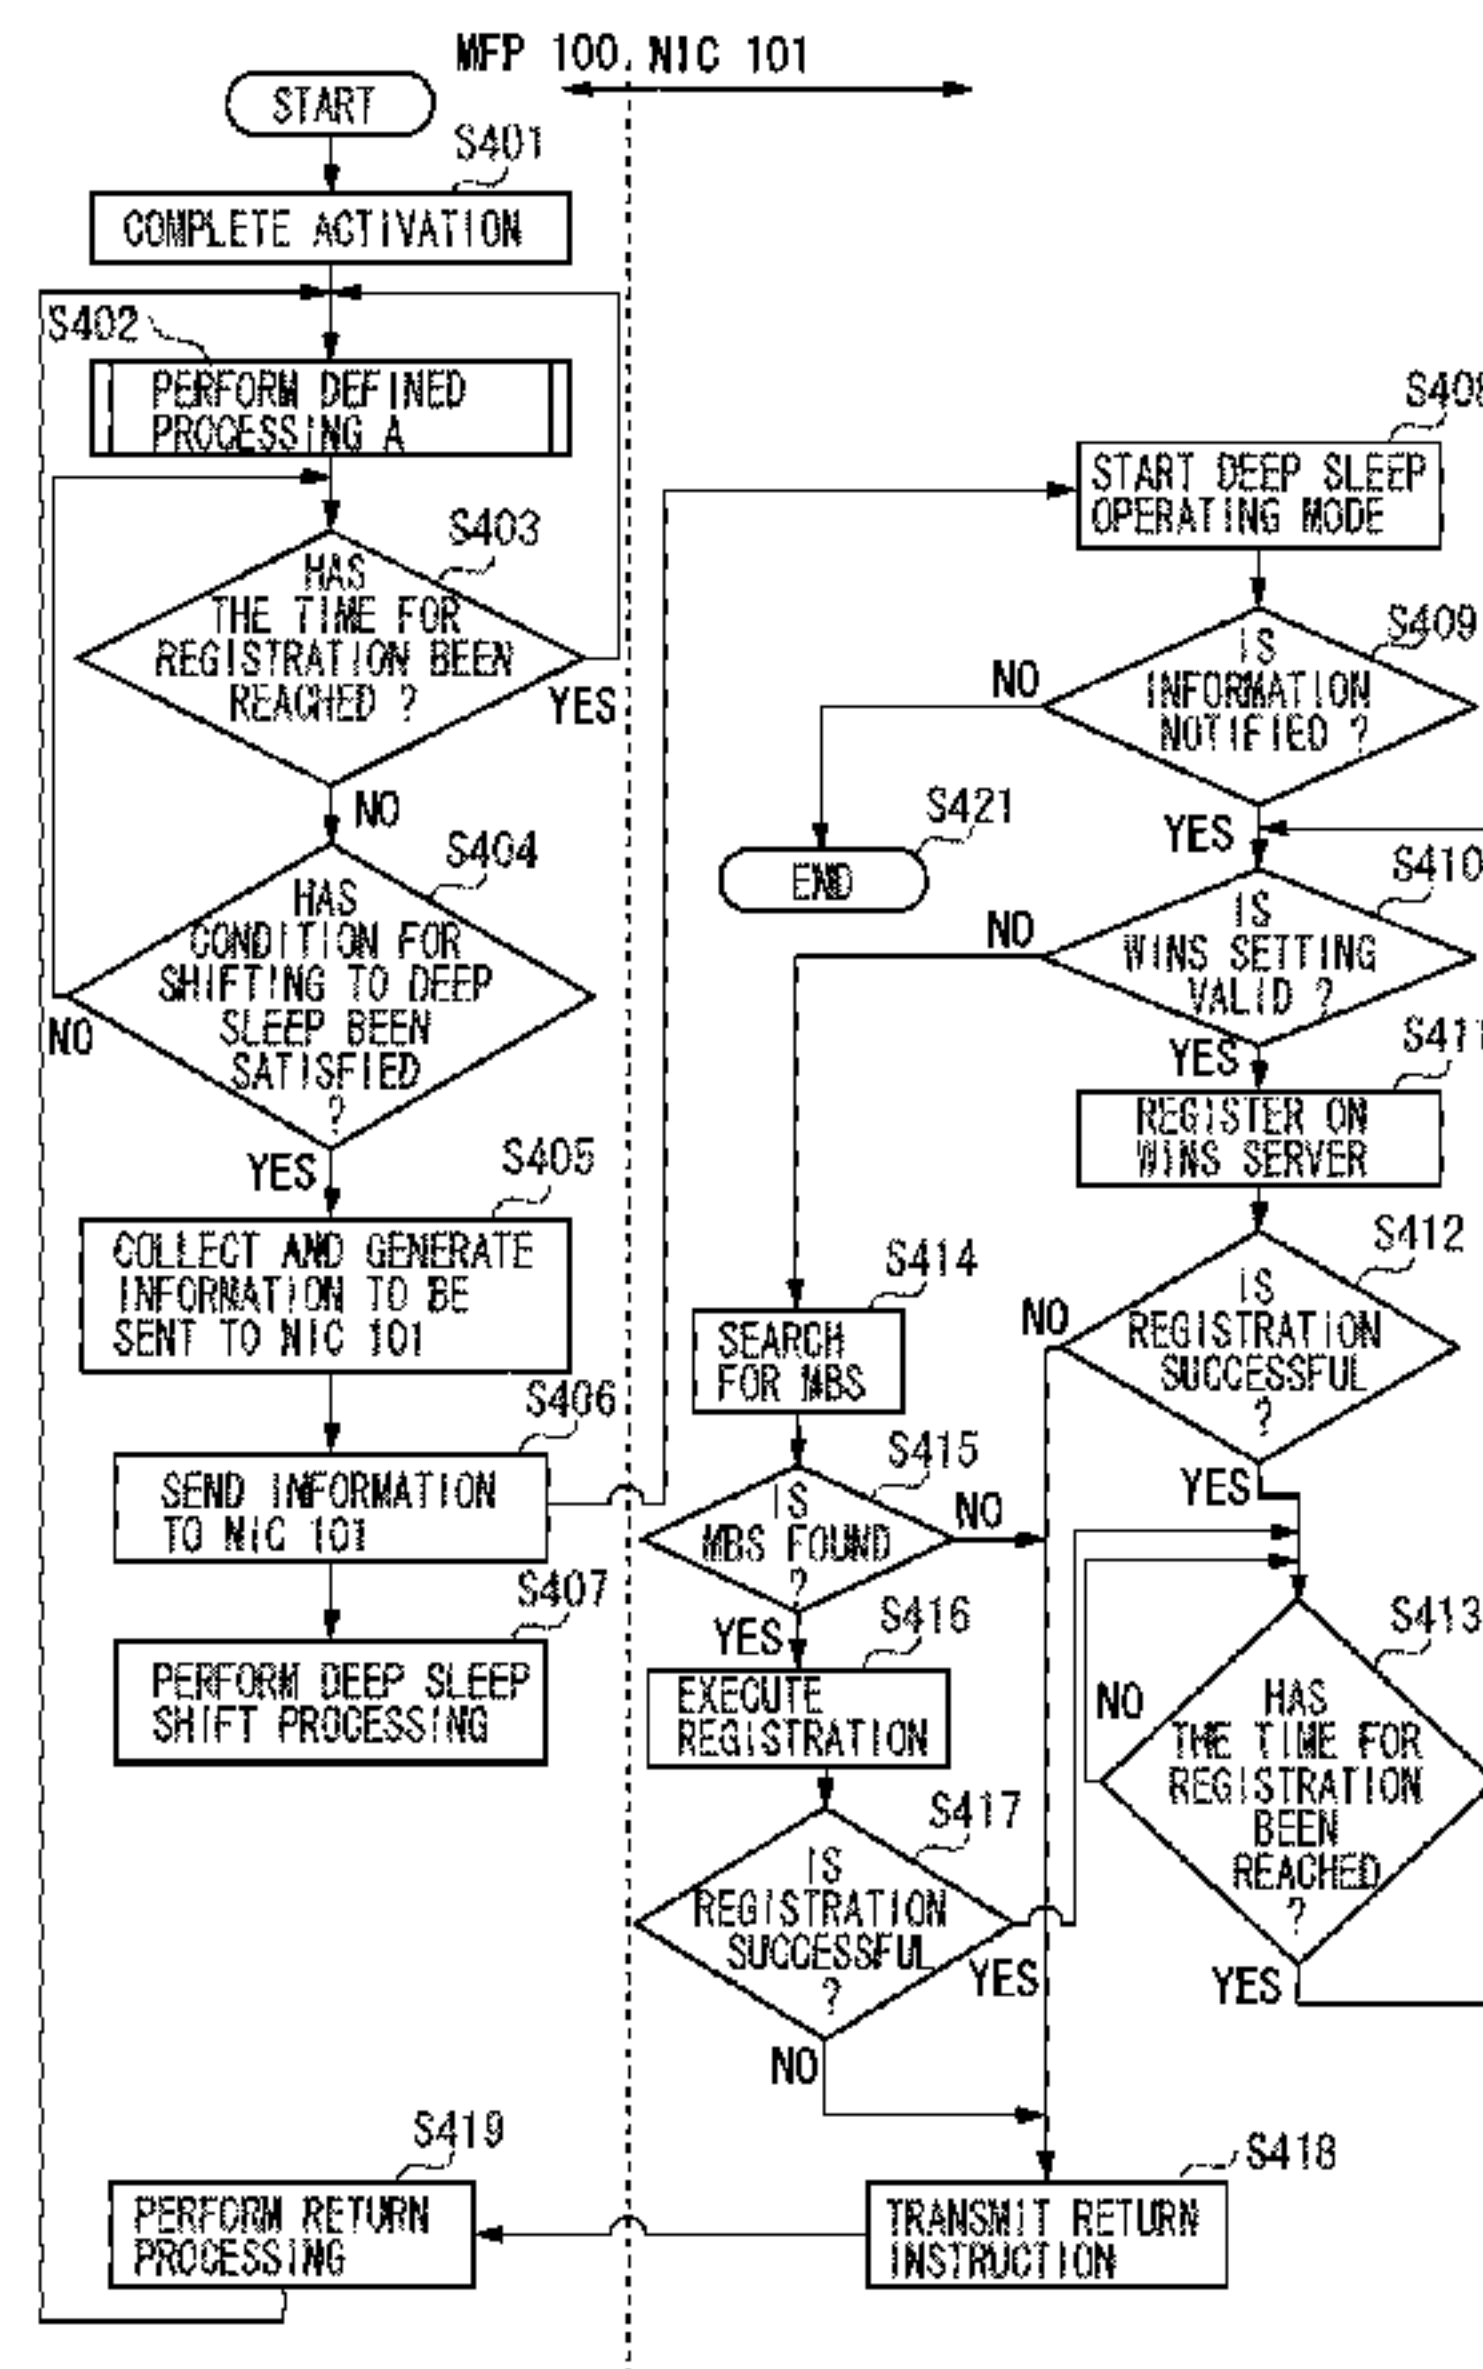 MFP 100 NIC 101
START
S401
COMPLETE ACTIVATION
S402
PERFORM DEFINED
PROCESSING A
S403
HAS
THE TIME FOR
REGISTRATION BEEN
REACHED ?
YES
NO
S404
HAS
CONDITION FOR
SHIFTING TO DEEP
SLEEP BEEN
SATISFIED
?
NO
YES
S405
COLLECT AND GENERATE
INFORMATION TO BE
SENT TO NIC 101
S406
SEND INFORMATION
TO NIC 101
S407
PERFORM DEEP SLEEP
SHIFT PROCESSING
S408
START DEEP SLEEP
OPERATING MODE
S409
IS
INFORMATION
NOTIFIED ?
NO
YES
S421
END
S410
IS
WINS SETTING
VALID ?
NO
YES
S411
REGISTER ON
WINS SERVER
S412
IS
REGISTRATION
SUCCESSFUL
?
NO
YES
S413
HAS
THE TIME FOR
REGISTRATION
BEEN
REACHED
?
NO
YES
S414
SEARCH
FOR MBS
S415
IS
MBS FOUND
?
NO
YES
S416
EXECUTE
REGISTRATION
S417
IS
REGISTRATION
SUCCESSFUL
?
YES
NO
S418
TRANSMIT RETURN
INSTRUCTION
S419
PERFORM RETURN
PROCESSING